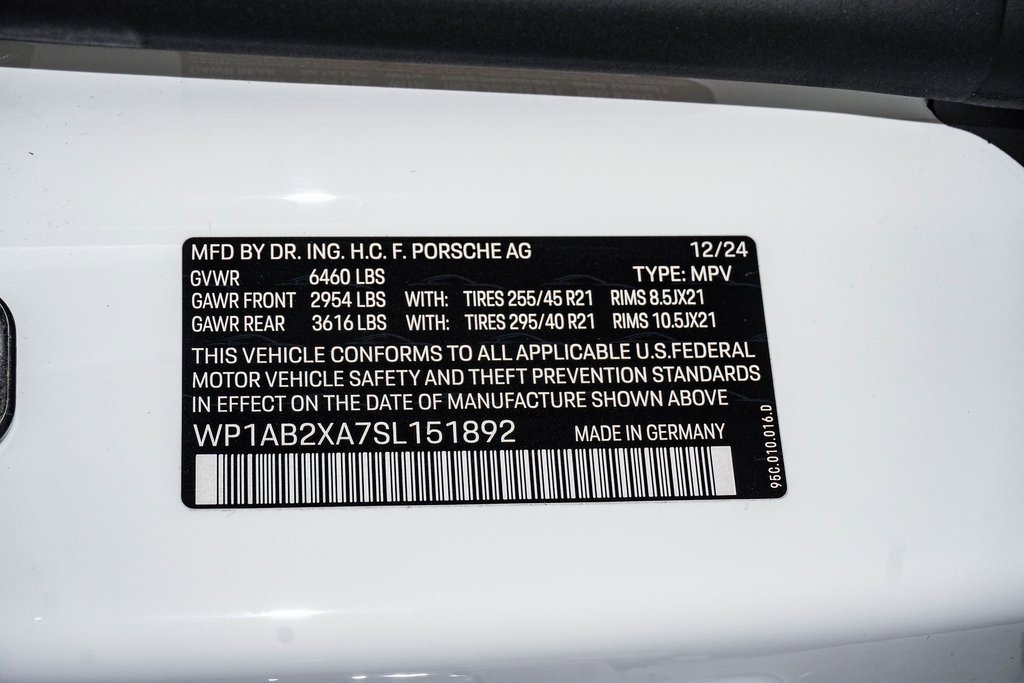 MFD BY DR. ING. H.C. F. PORSCHE AG 12/24
GVWR 6460 LBS TYPE: MPV
GAWR FRONT 2954 LBS WITH: TIRES 255/45 R21 RIMS 8.5JX21
GAWR REAR 3616 LBS WITH: TIRES 295/40 R21 RIMS 10.5JX21
THIS VEHICLE CONFORMS TO ALL APPLICABLE U.S.FEDERAL
MOTOR VEHICLE SAFETY AND THEFT PREVENTION STANDARDS
IN EFFECT ON THE DATE OF MANUFACTURE SHOWN ABOVE
WP1AB2XA7SL151892 MADE IN GERMANY
95C.010.016.D